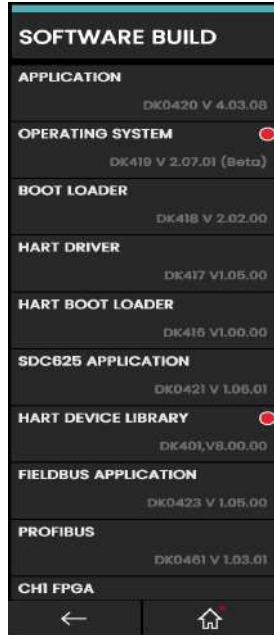 SOFTWARE BUILD
APPLICATION
DK0420 V 4.03.08
OPERATING SYSTEM
DK419 V 2.07.01 (Beta)
BOOT LOADER
DK418 V 2.02.00
HART DRIVER
DK417 V1.05.00
HART BOOT LOADER
DK416 V1.00.00
SDC625 APPLICATION
DK0421 V 1.06.01
HART DEVICE LIBRARY
DK401,V8.00.00
FIELDBUS APPLICATION
DK0423 V 1.05.00
PROFIBUS
DK0461 V 1.03.01
CH1 FPGA